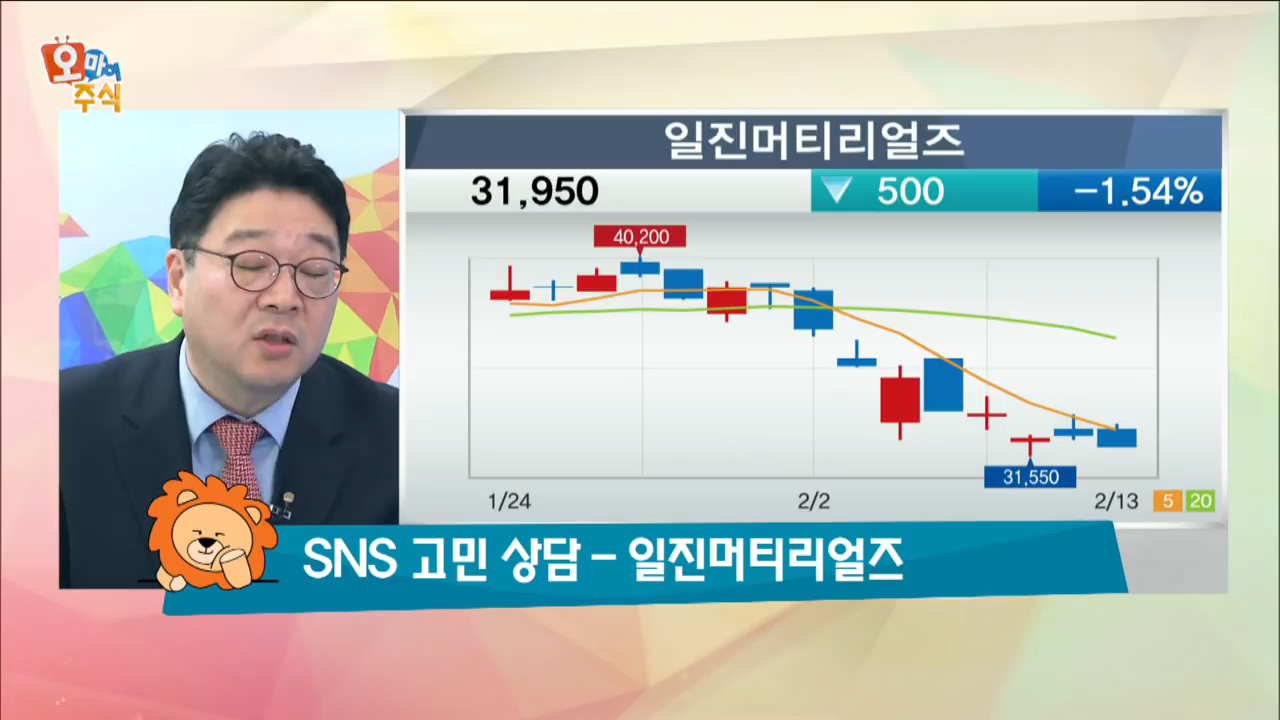 오마이
주식
일진머티리얼즈
31,950 ▼ 500 -1.54%
40,200
31,550
1/24 2/2 2/13 5 20
SNS 고민 상담 - 일진머티리얼즈